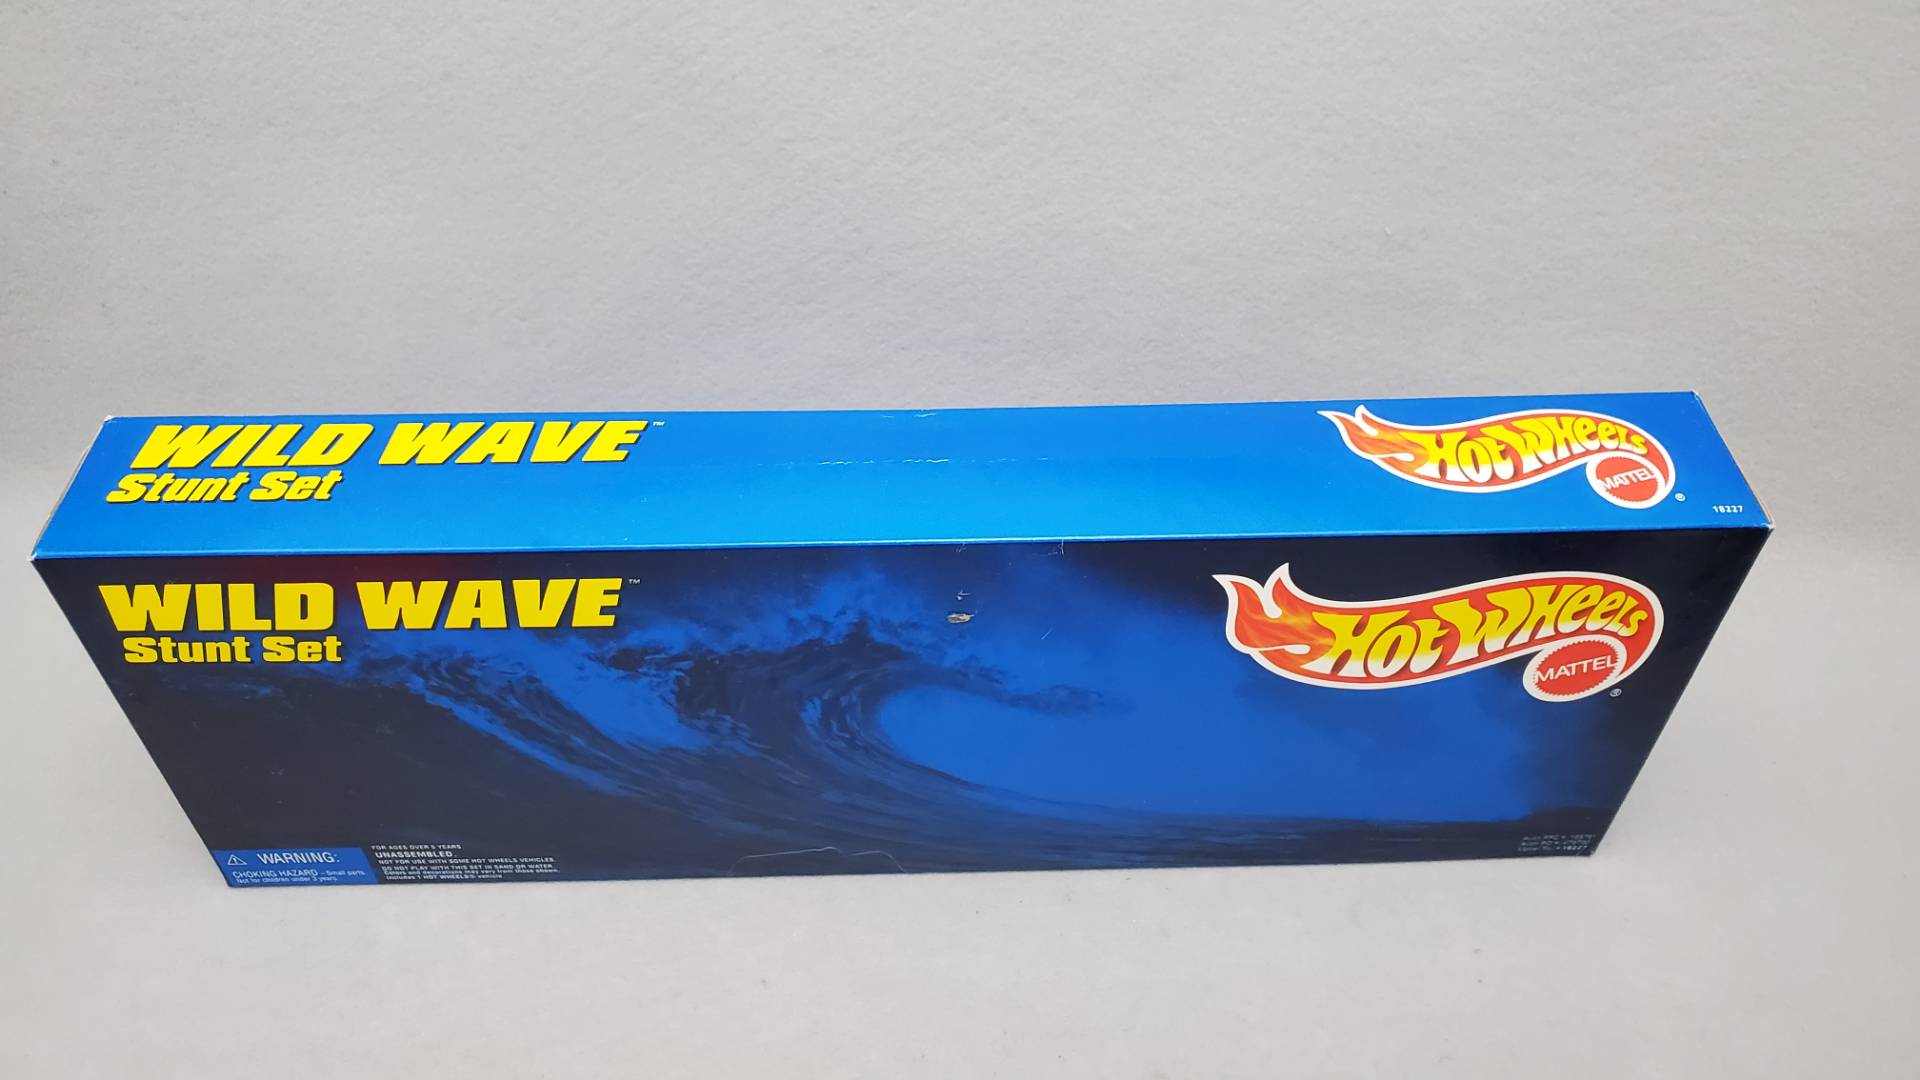 WILD WAVE™
Stunt Set
HOT WHEELS
MATTEL
®
18227
WILD WAVE™
Stunt Set
HOT WHEELS
MATTEL
®
WARNING:
CHOKING HAZARD – Small parts.
Not for children under 3 years.
FOR AGES OVER 5 YEARS.
UNASSEMBLED.
NOT FOR USE WITH SOME HOT WHEELS VEHICLES.
DO NOT PLAY WITH THIS SET IN SAND OR WATER.
Colors and decorations may vary from those shown.
Includes 1 HOT WHEELS® vehicle